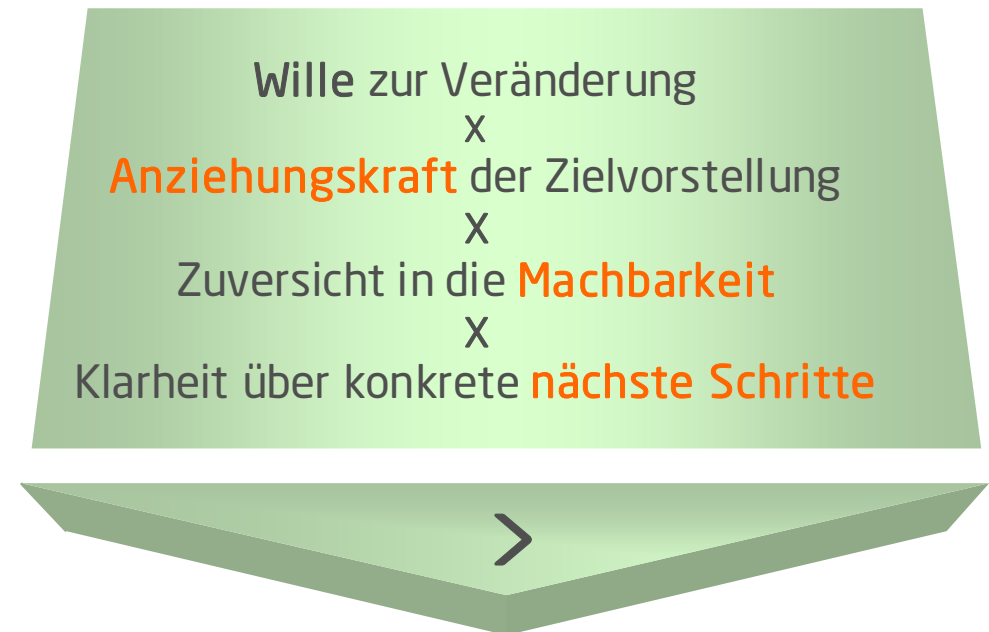 Wille zur Veränderung
x
Anziehungskraft der Zielvorstellung
x
Zuversicht in die Machbarkeit
x
Klarheit über konkrete nächste Schritte
>